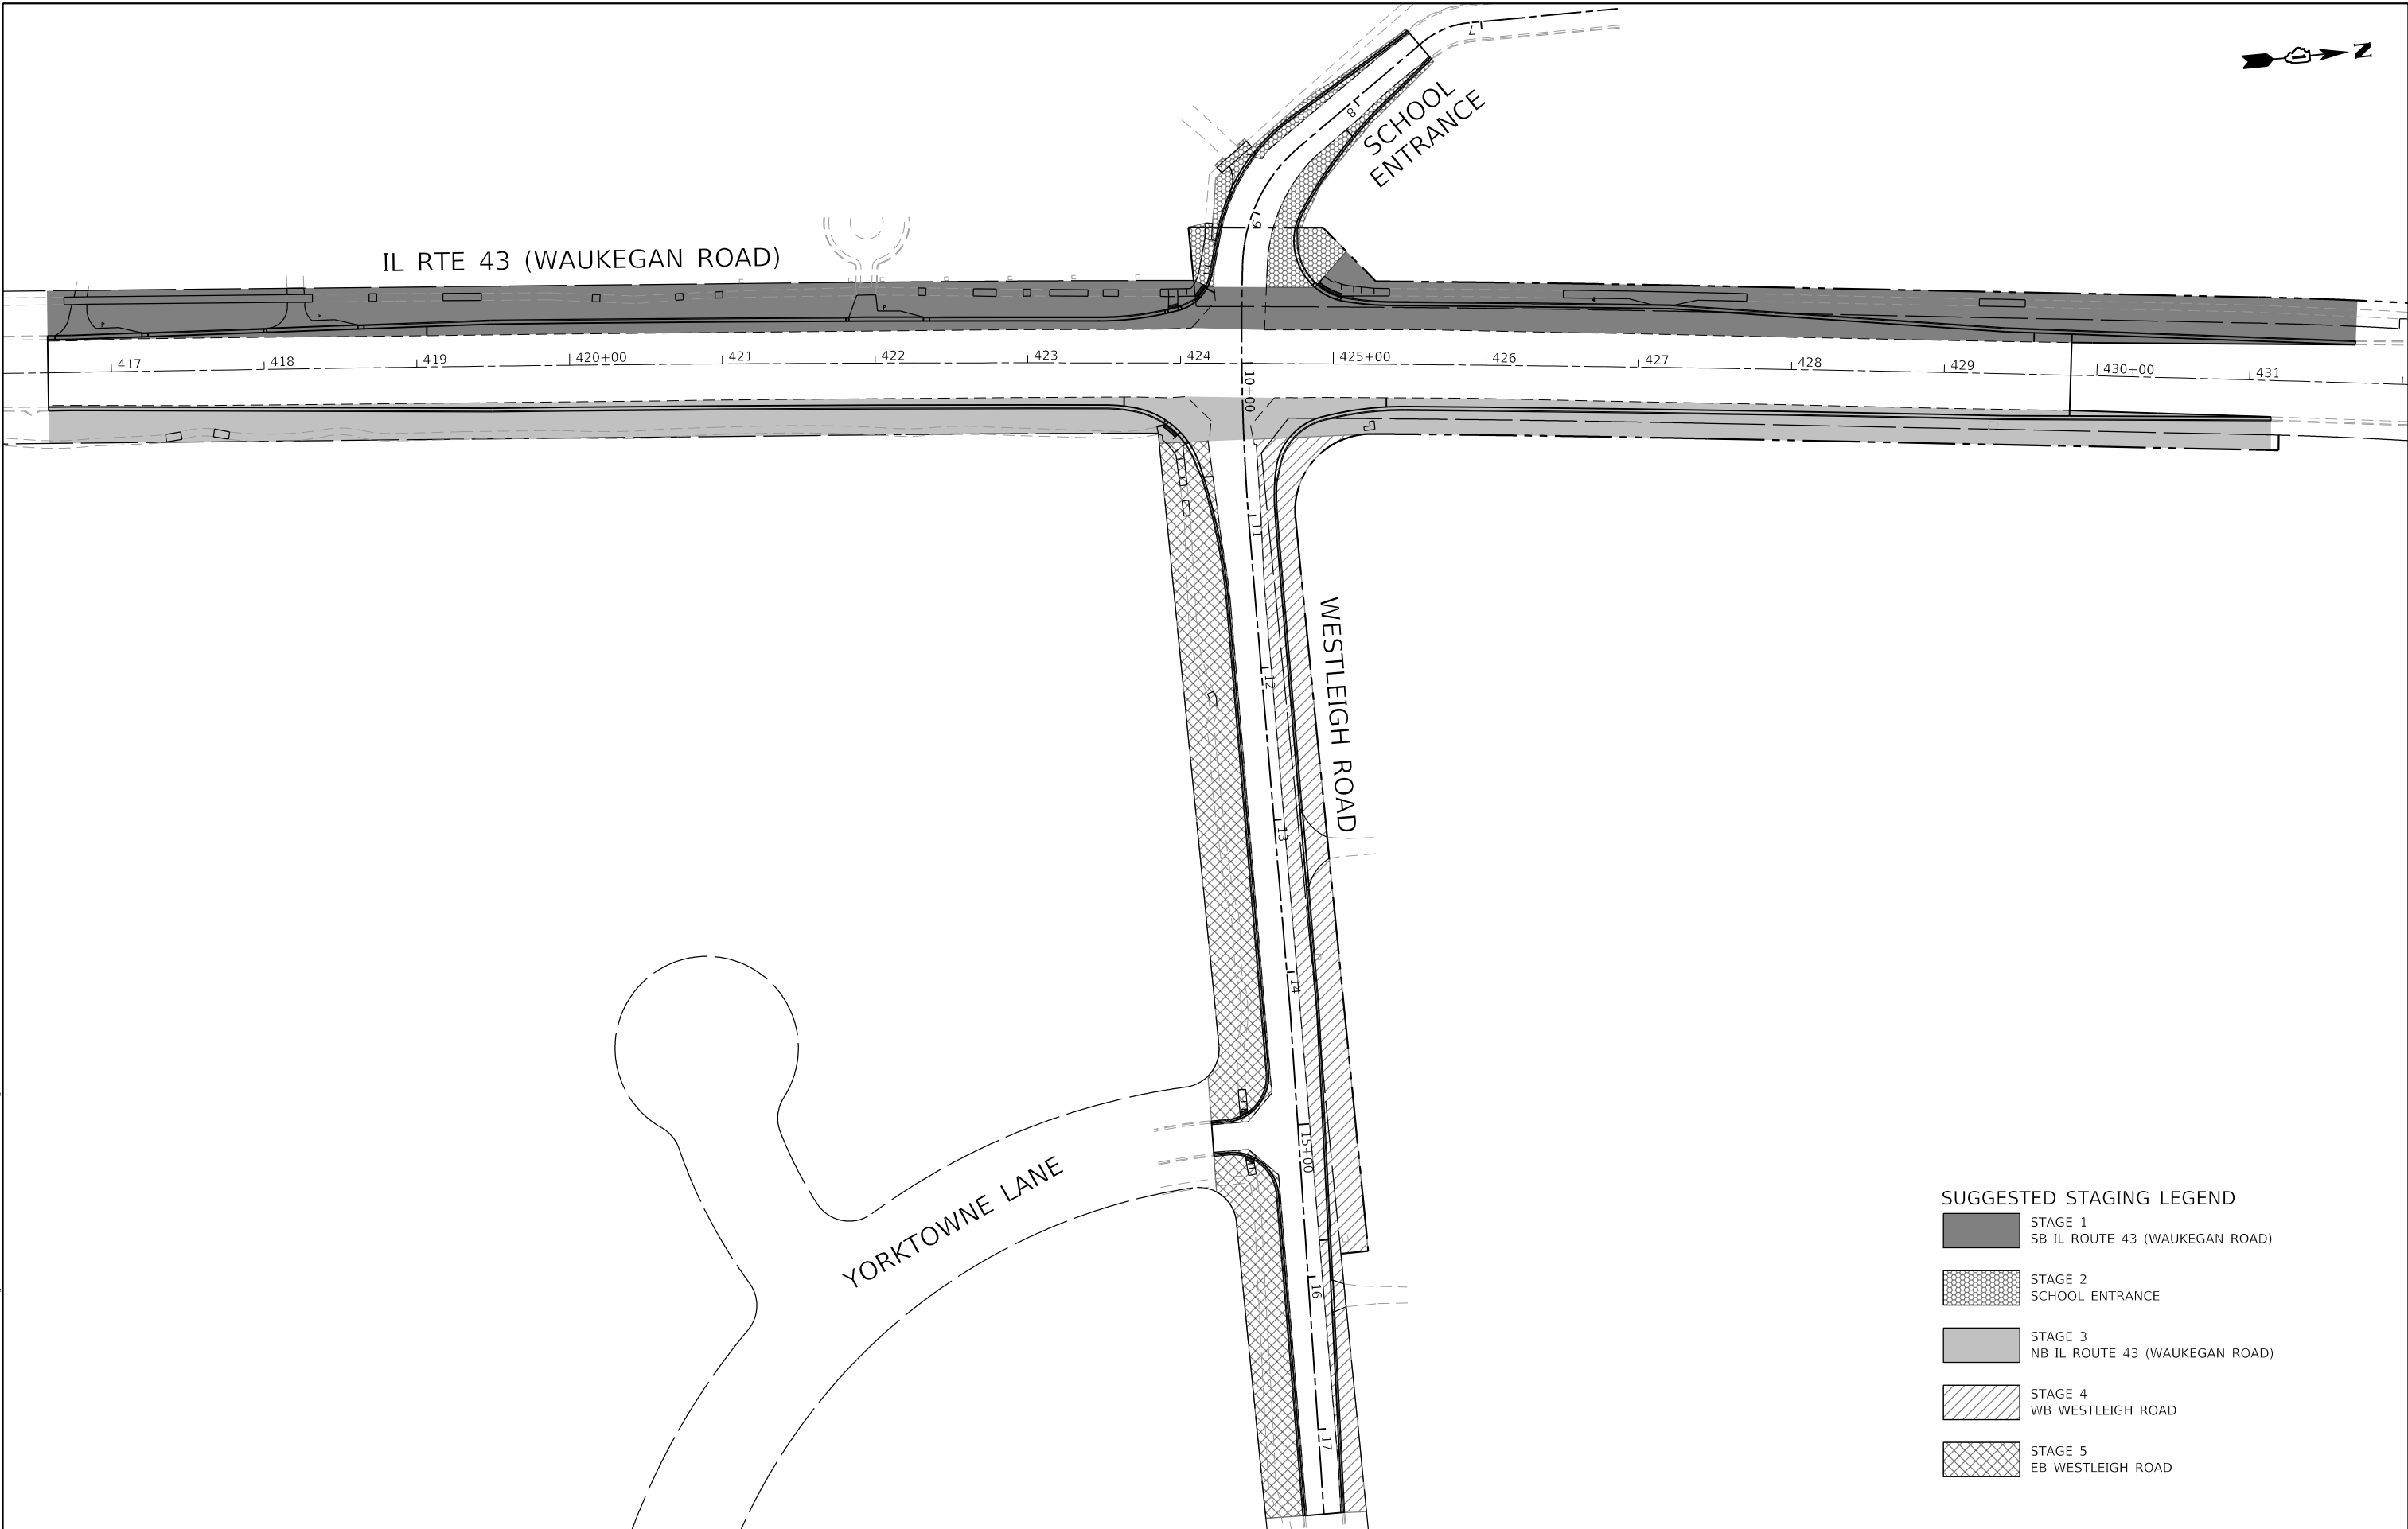 N
7
8
SCHOOL
ENTRANCE
9
IL RTE 43 (WAUKEGAN ROAD)
417
418
419
420+00
421
422
423
424
425+00
426
427
428
429
430+00
431
10+00
11
12
WESTLEIGH ROAD
13
14
15+00
16
17
YORKTOWNE LANE
SUGGESTED STAGING LEGEND
STAGE 1
SB IL ROUTE 43 (WAUKEGAN ROAD)
STAGE 2
SCHOOL ENTRANCE
STAGE 3
NB IL ROUTE 43 (WAUKEGAN ROAD)
STAGE 4
WB WESTLEIGH ROAD
STAGE 5
EB WESTLEIGH ROAD